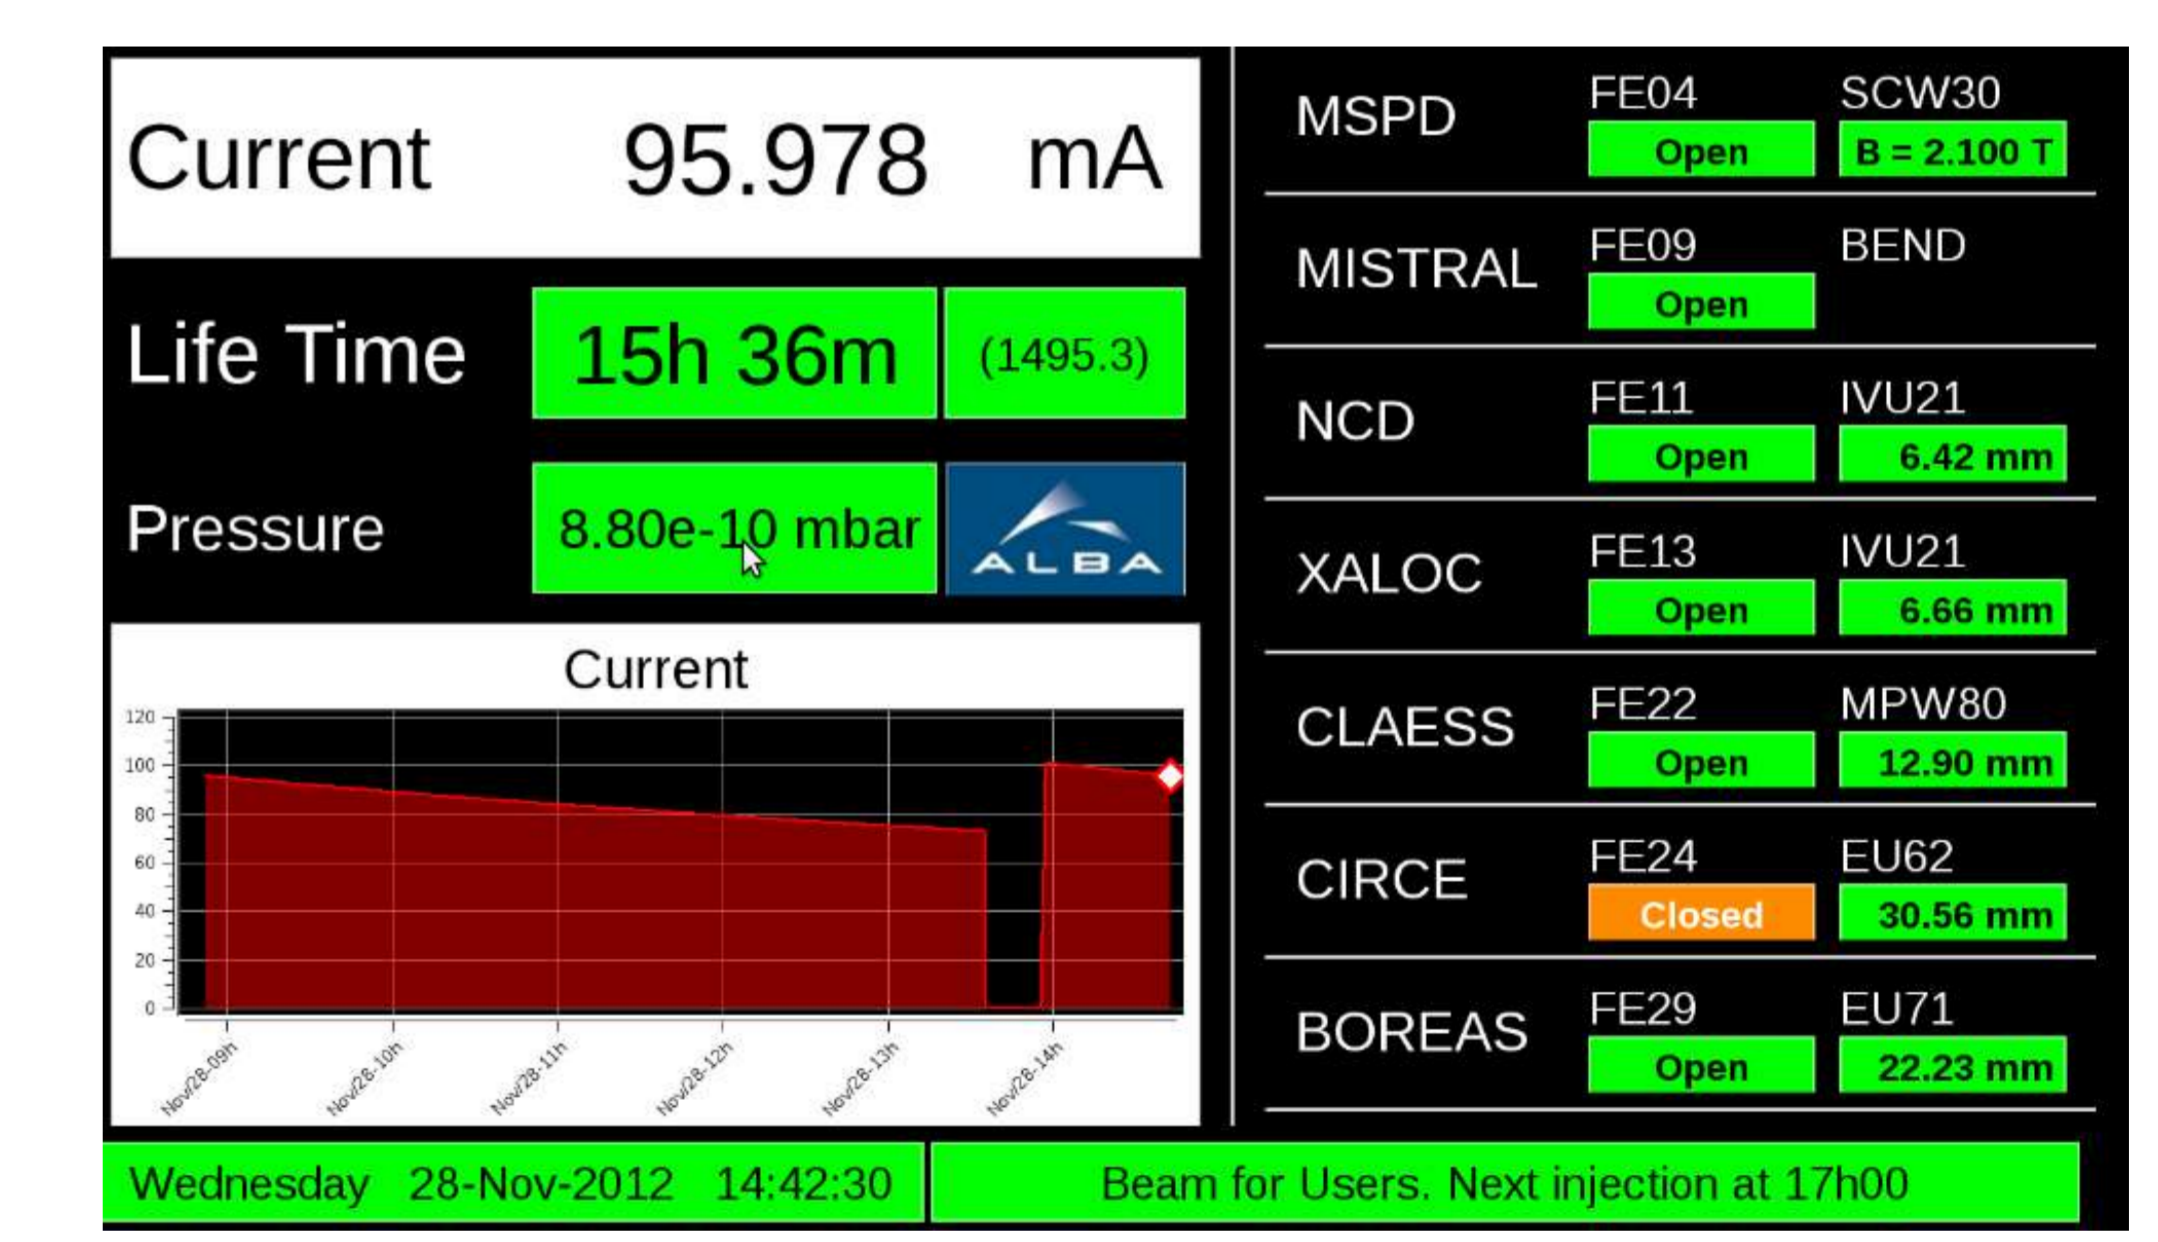 Current 95.978 mA
Life Time 15h 36m (1495.3)
Pressure 8.80e-10 mbar ALBA
Current
120
100
80
60
40
20
0
Nov/28-09h Nov/28-10h Nov/28-11h Nov/28-12h Nov/28-13h Nov/28-14h
MSPD FE04 SCW30
Open B = 2.100 T
MISTRAL FE09 BEND
Open
NCD FE11 IVU21
Open 6.42 mm
XALOC FE13 IVU21
Open 6.66 mm
CLAESS FE22 MPW80
Open 12.90 mm
CIRCE FE24 EU62
Closed 30.56 mm
BOREAS FE29 EU71
Open 22.23 mm
Wednesday 28-Nov-2012 14:42:30 Beam for Users. Next injection at 17h00